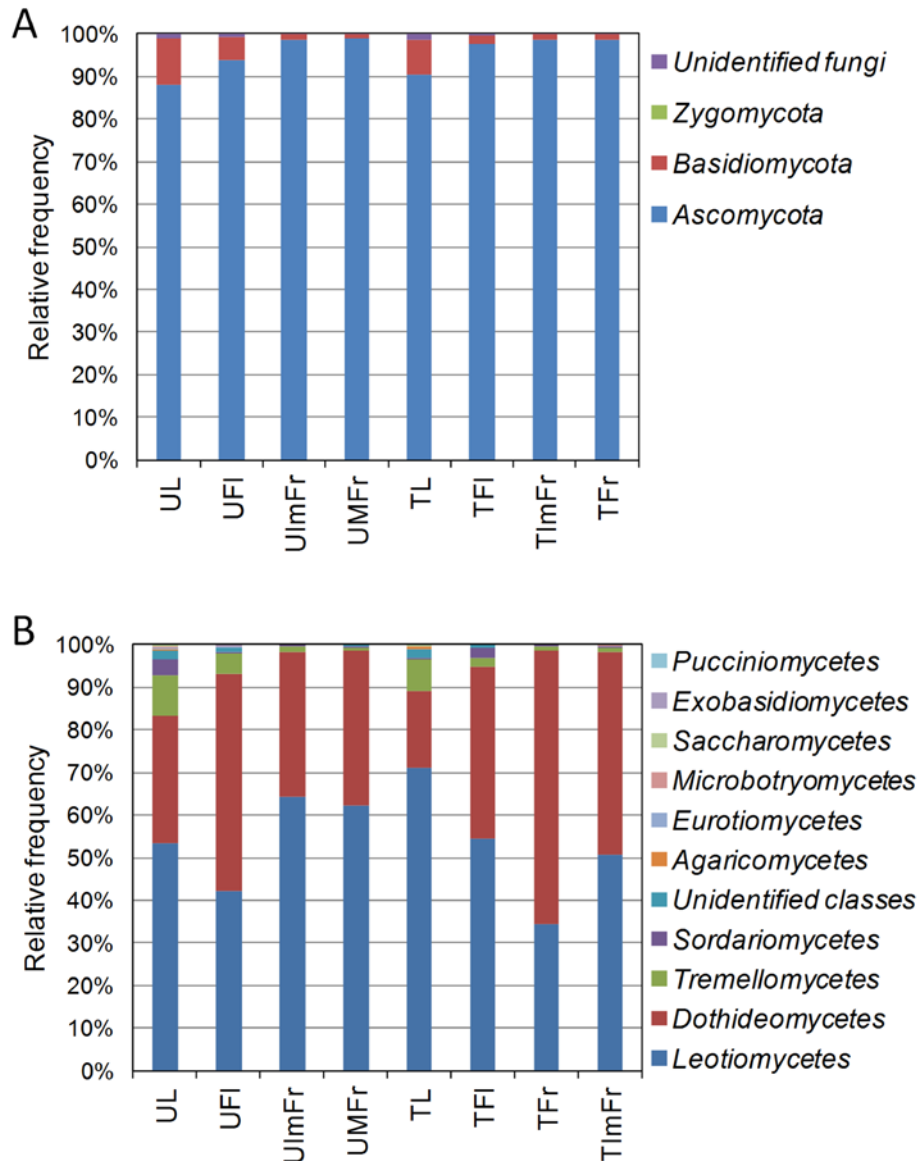 A
100%
90%
80%
70%
60%
50%
40%
30%
20%
10%
0%
Relative frequency
UL
UFl
UImFr
UMFr
TL
TFl
TImFr
TFr
Unidentified fungi
Zygomycota
Basidiomycota
Ascomycota
B
100%
90%
80%
70%
60%
50%
40%
30%
20%
10%
0%
Relative frequency
UL
UFl
UImFr
UMFr
TL
TFl
TFr
TImFr
Pucciniomycetes
Exobasidiomycetes
Saccharomycetes
Microbotryomycetes
Eurotiomycetes
Agaricomycetes
Unidentified classes
Sordariomycetes
Tremellomycetes
Dothideomycetes
Leotiomycetes